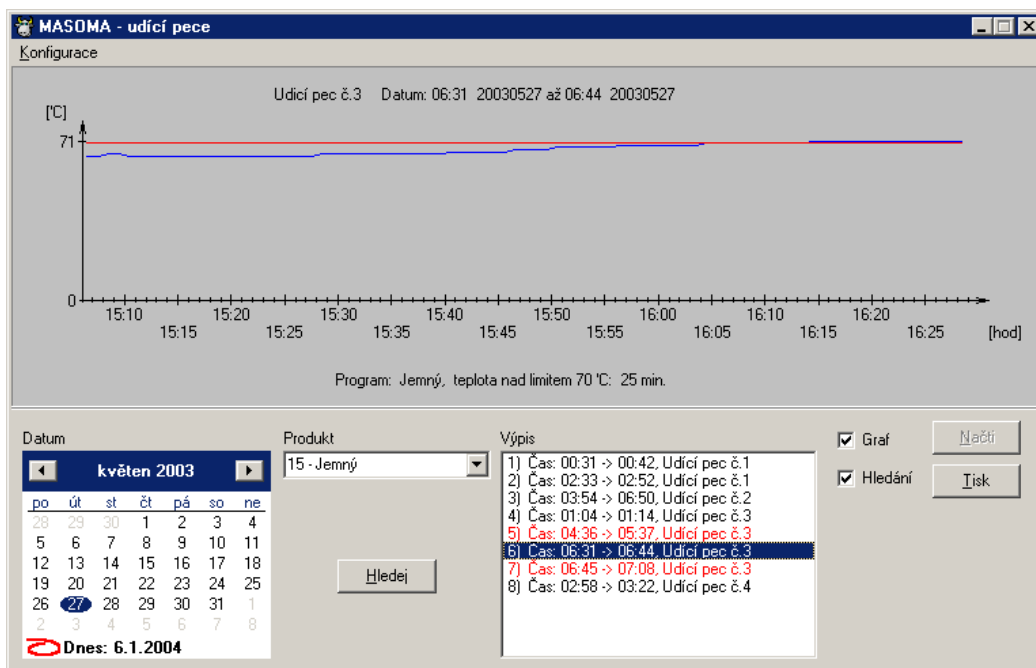 MASOMA - udící pece
Konfigurace
Udicí pec č.3 Datum: 06:31 20030527 až 06:44 20030527
[°C]
71
0
15:10 15:20 15:30 15:40 15:50 16:00 16:10 16:20
15:15 15:25 15:35 15:45 15:55 16:05 16:15 16:25 [hod]
Program: Jemný, teplota nad limitem 70 °C: 25 min.
Datum
květen 2003
po út st čt pá so ne
28 29 30 1 2 3 4
5 6 7 8 9 10 11
12 13 14 15 16 17 18
19 20 21 22 23 24 25
26 27 28 29 30 31 1
2 3 4 5 6 7 8
Dnes: 6.1.2004
Produkt
15 - Jemný
Hledej
Výpis
1) Čas: 00:31 -> 00:42, Udící pec č.1
2) Čas: 02:33 -> 02:52, Udící pec č.1
3) Čas: 03:54 -> 06:50, Udící pec č.2
4) Čas: 01:04 -> 01:14, Udící pec č.3
5) Čas: 04:36 -> 05:37, Udící pec č.3
6) Čas: 06:31 -> 06:44, Udící pec č.3
7) Čas: 06:45 -> 07:08, Udící pec č.3
8) Čas: 02:58 -> 03:22, Udící pec č.4
Graf
Hledání
Načti
Tisk